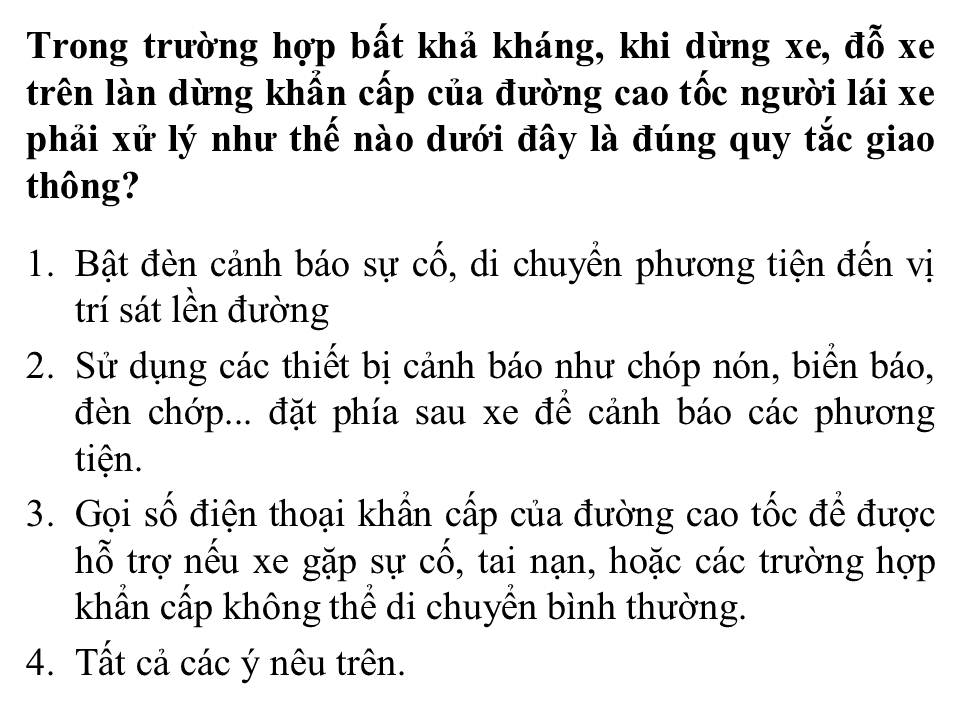 Trong trường hợp bất khả kháng, khi dừng xe, đỗ xe
trên làn dừng khẩn cấp của đường cao tốc người lái xe
phải xử lý như thế nào dưới đây là đúng quy tắc giao
thông?
1. Bật đèn cảnh báo sự cố, di chuyển phương tiện đến vị
trí sát lền đường
2. Sử dụng các thiết bị cảnh báo như chóp nón, biển báo,
đèn chớp... đặt phía sau xe để cảnh báo các phương
tiện.
3. Gọi số điện thoại khẩn cấp của đường cao tốc để được
hỗ trợ nếu xe gặp sự cố, tai nạn, hoặc các trường hợp
khẩn cấp không thể di chuyển bình thường.
4. Tất cả các ý nêu trên.